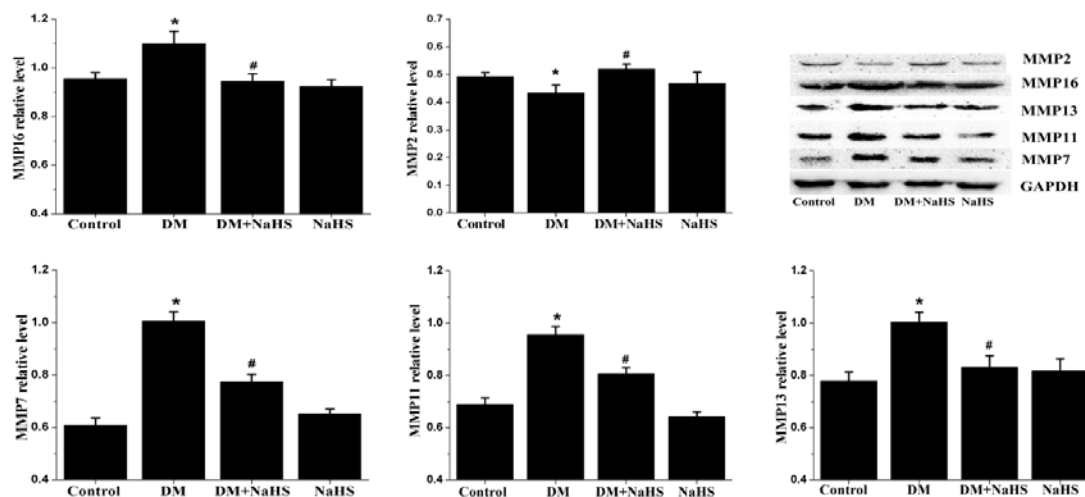 MMP16 relative level
1.2
1.0
0.8
0.6
0.4
*
#
Control DM DM+NaHS NaHS
MMP2 relative level
0.7
0.6
0.4
0.3
0.1
0.0
*
#
Control DM DM+NaHS NaHS
MMP2
MMP16
MMP13
MMP11
MMP7
GAPDH
Control DM DM+NaHS NaHS
MMP7 relative level
1.2
1.0
0.8
0.6
0.4
*
#
Control DM DM+NaHS NaHS
MMP11 relative level
1.2
1.0
0.8
0.6
0.4
*
#
Control DM DM+NaHS NaHS
MMP13 relative level
1.2
1.0
0.8
0.6
0.4
*
#
Control DM DM+NaHS NaHS